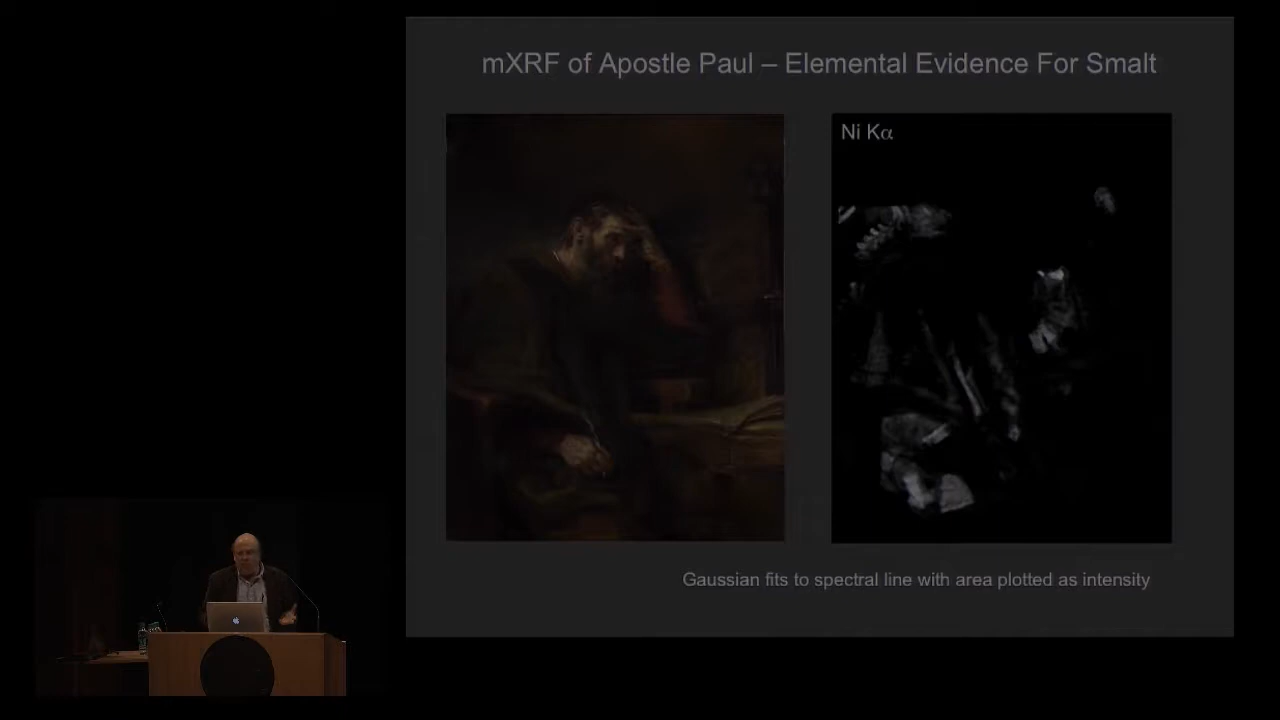 mXRF of Apostle Paul – Elemental Evidence For Smalt
Ni Kα
Gaussian fits to spectral line with area plotted as intensity